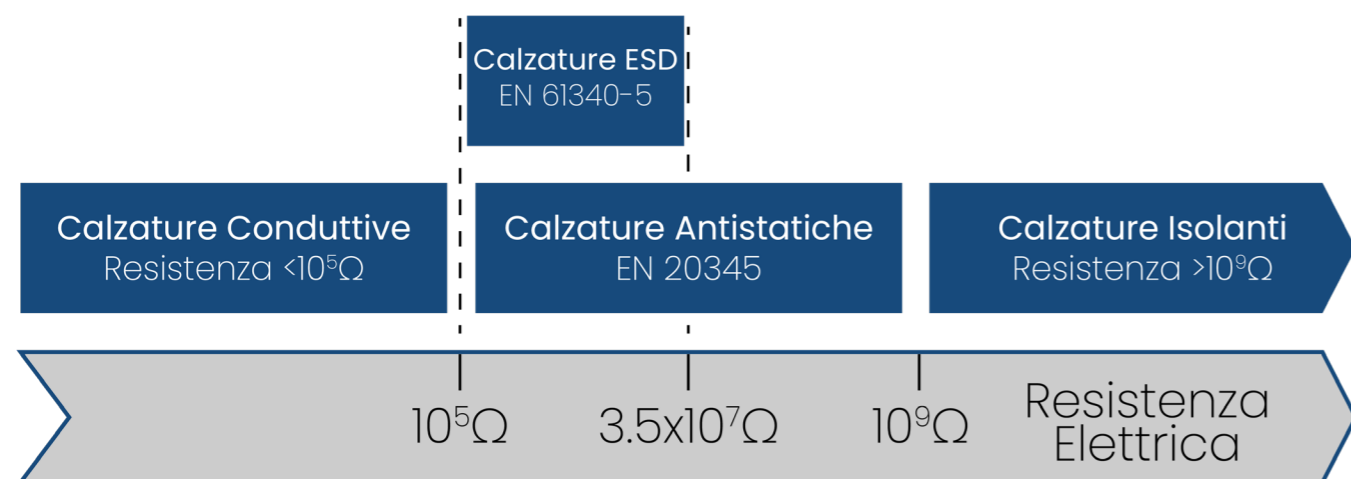 Calzature ESD
EN 61340-5
Calzature Conduttive
Resistenza <10⁵Ω
Calzature Antistatiche
EN 20345
Calzature Isolanti
Resistenza >10⁹Ω
10⁵Ω
3.5x10⁷Ω
10⁹Ω
Resistenza
Elettrica